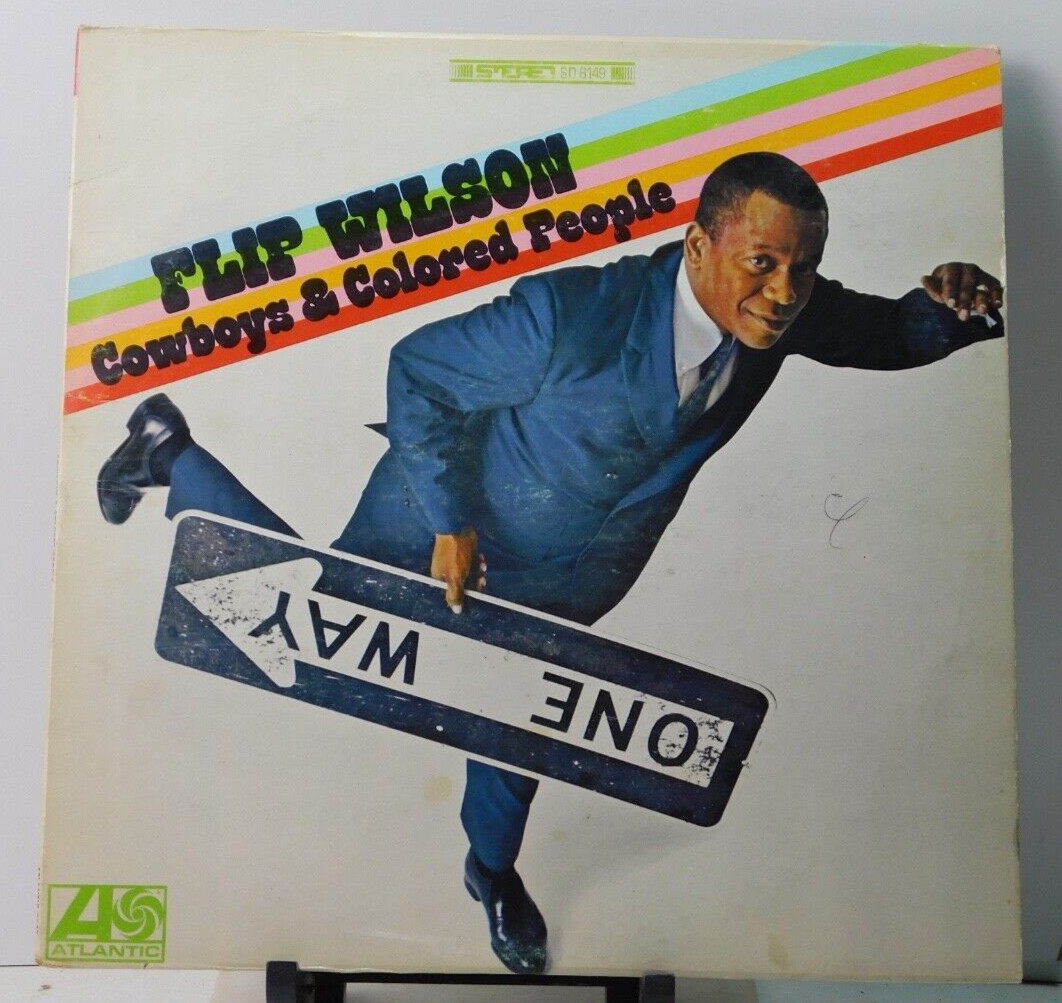 STEREO SD 8149
FLIP WILSON
Cowboys & Colored People
ONE WAY
ATLANTIC